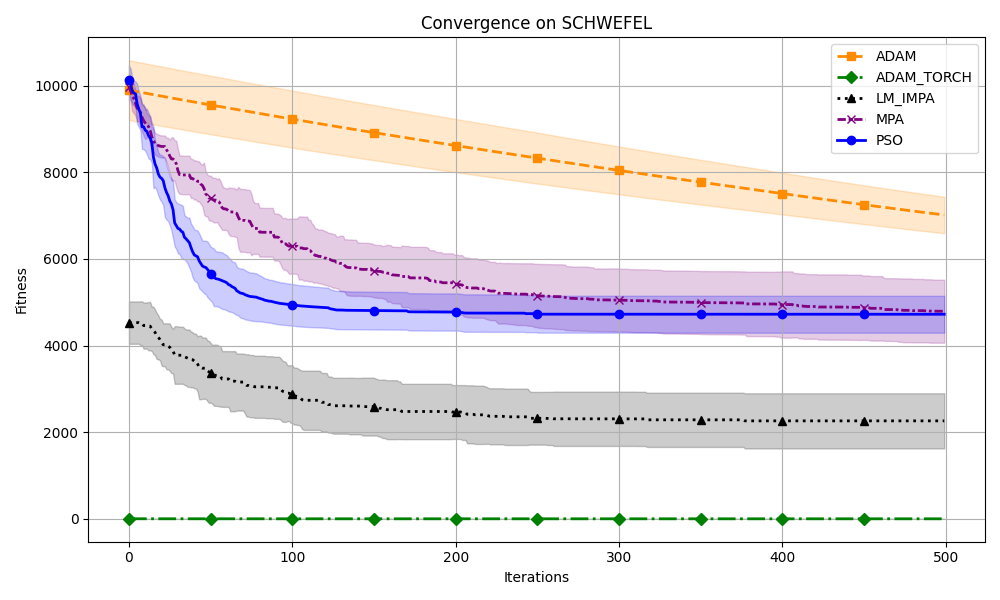 Convergence on SCHWEFEL
ADAM
ADAM_TORCH
LM_IMPA
MPA
PSO
Fitness
10000
8000
6000
4000
2000
0
0 100 200 300 400 500
Iterations